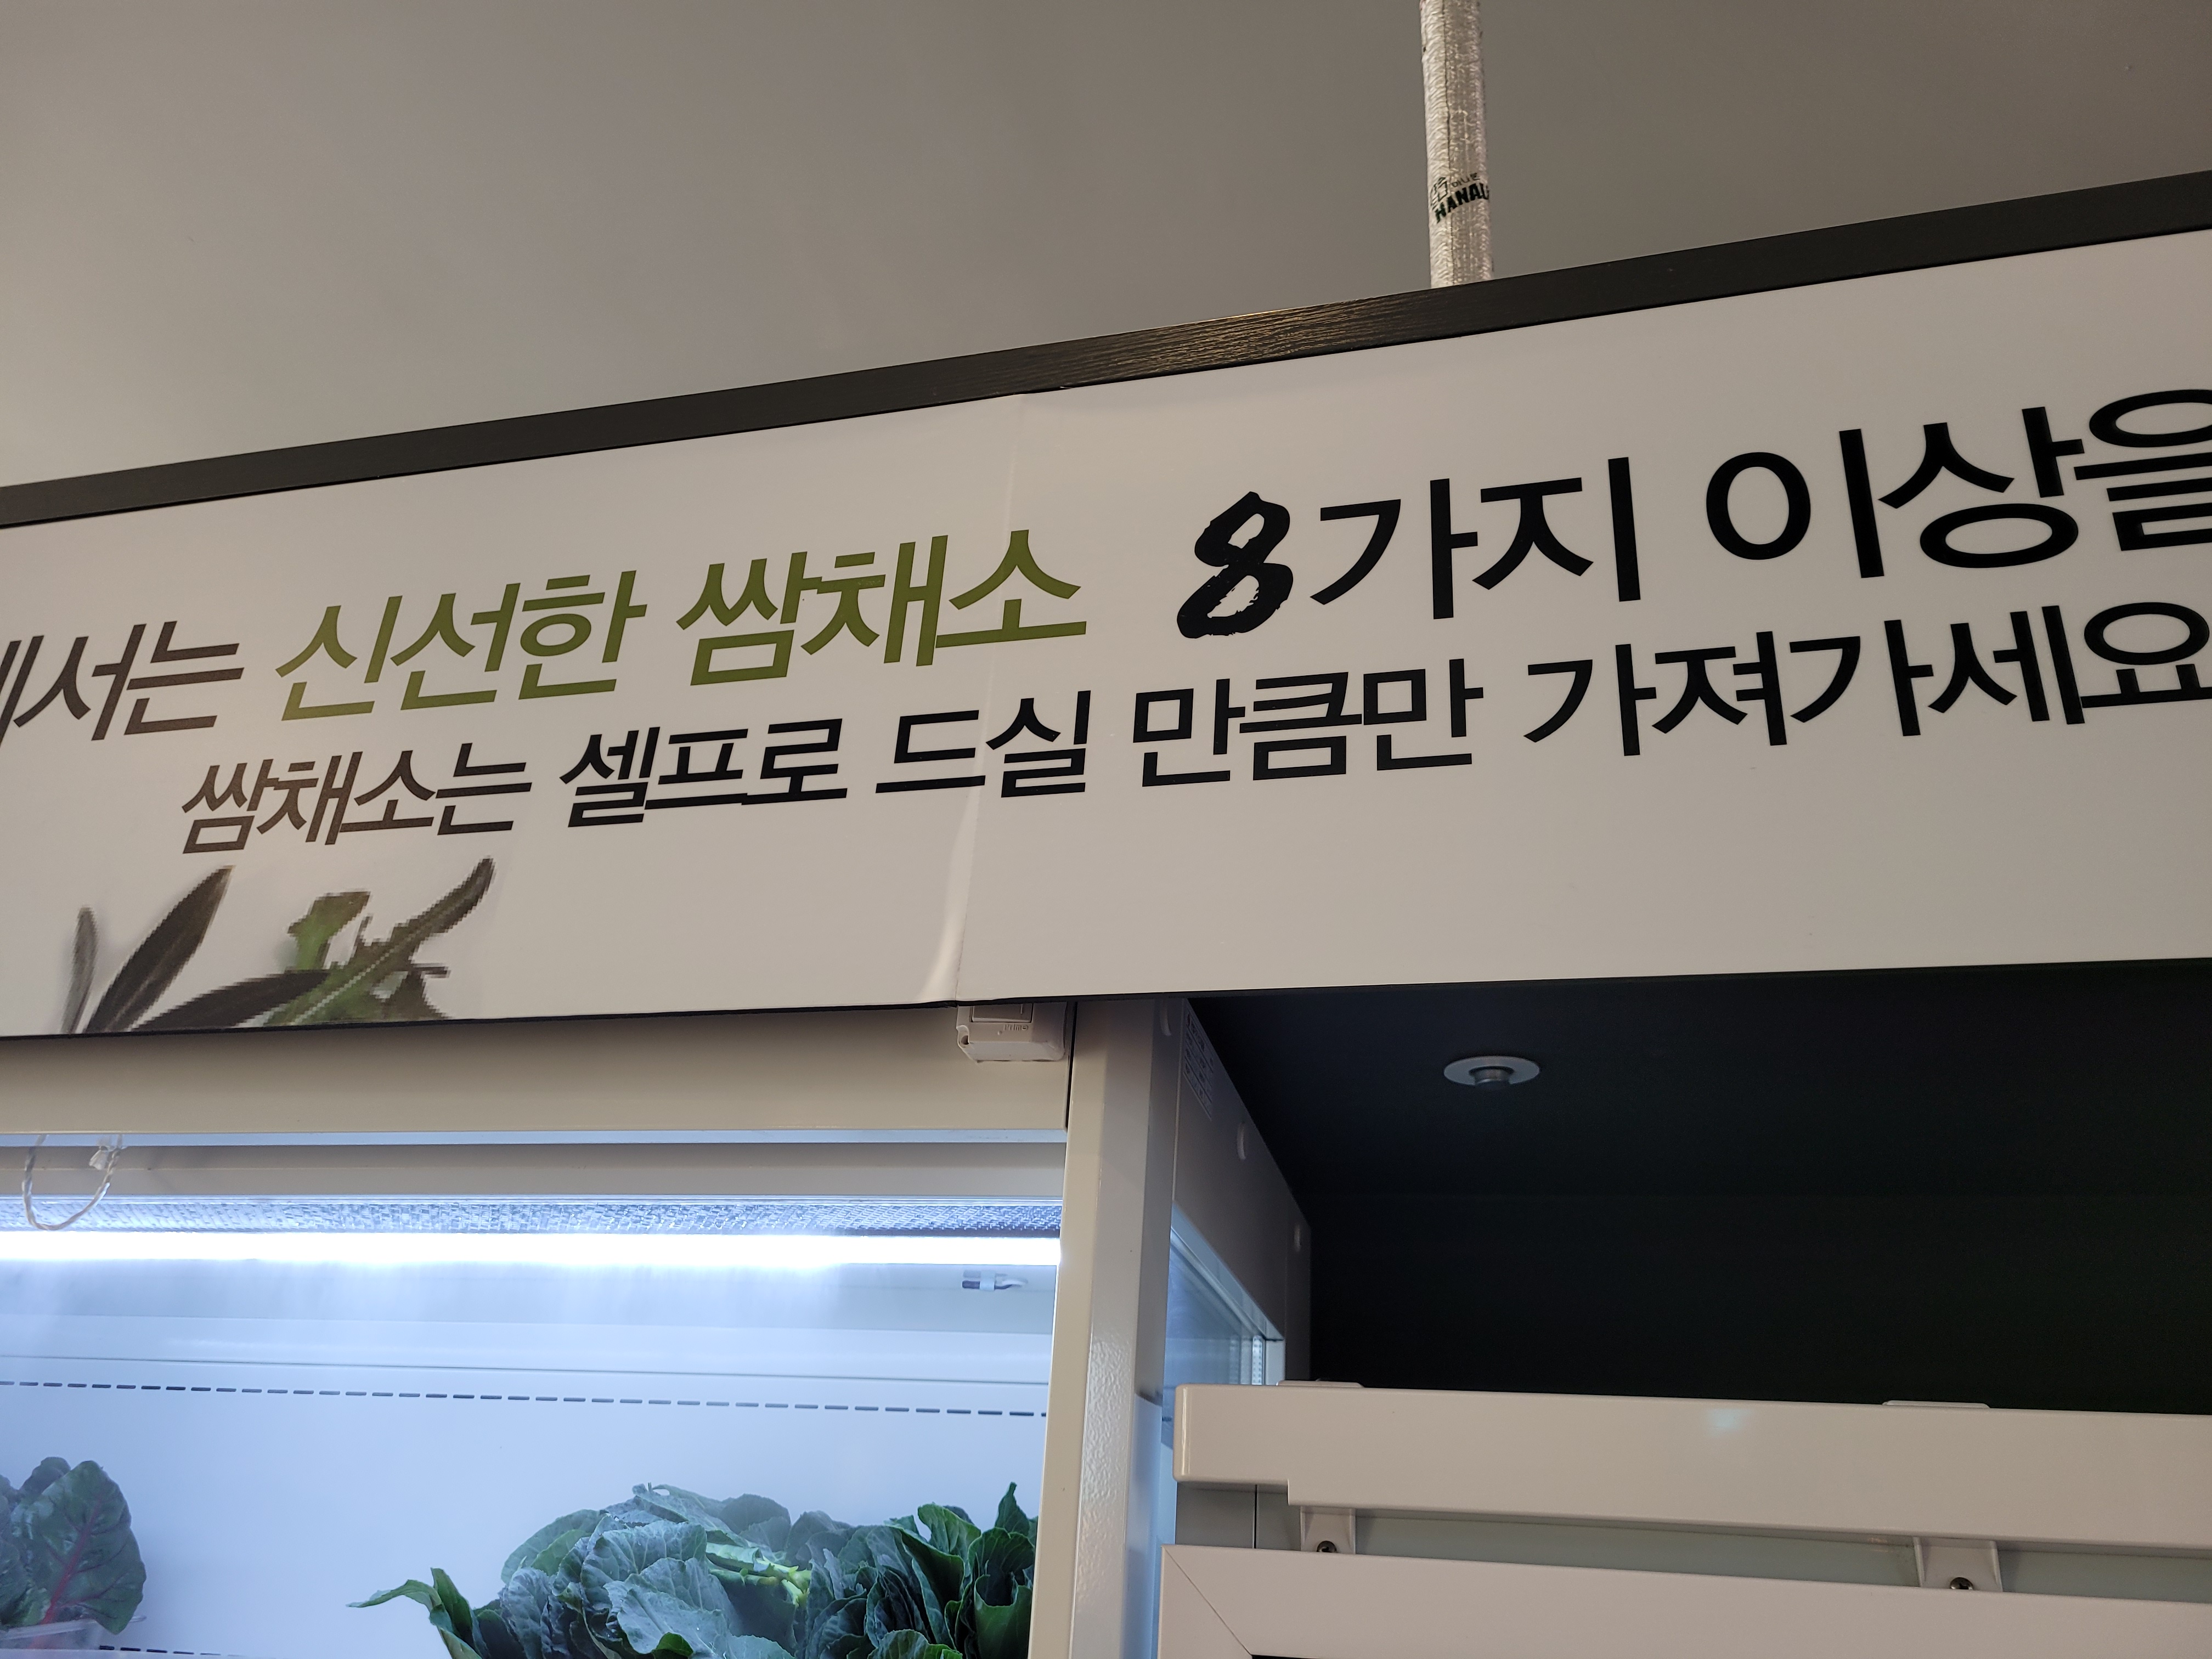 에서는 신선한 쌈채소 8가지 이상을
쌈채소는 셀프로 드실 만큼만 가져가세요